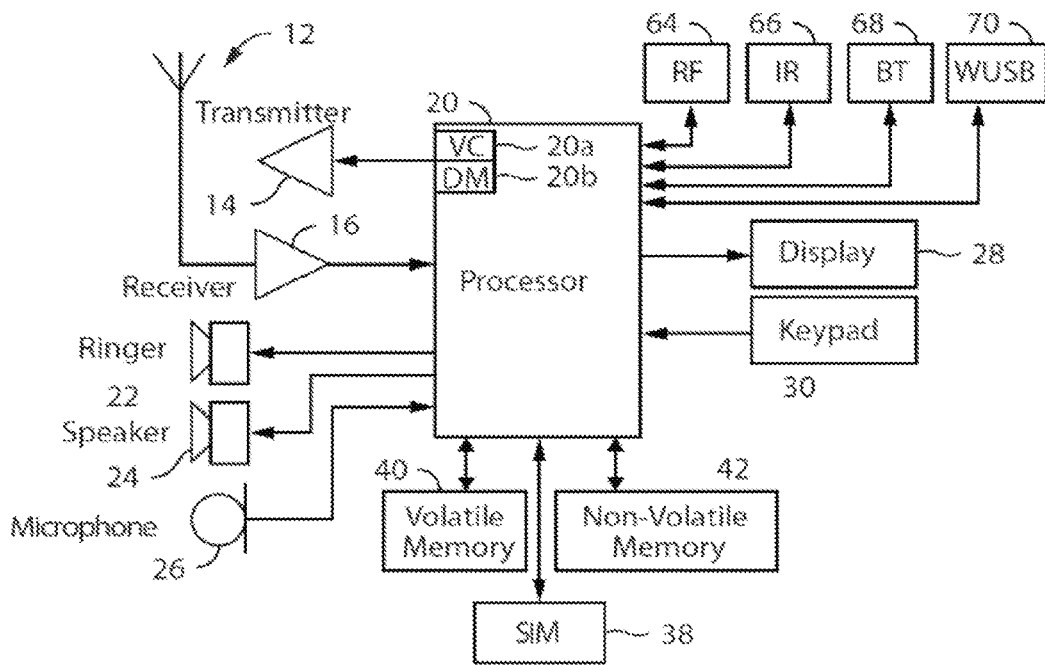 12
64 66 68 70
RF IR BT WUSB
Transmitter
20
VC 20a
DM 20b
14
16
Display
28
Receiver
Processor
Ringer
Keypad
22
30
Speaker
24
40
42
Volatile
Memory
Non-Volatile
Memory
Microphone
26
SIM
38